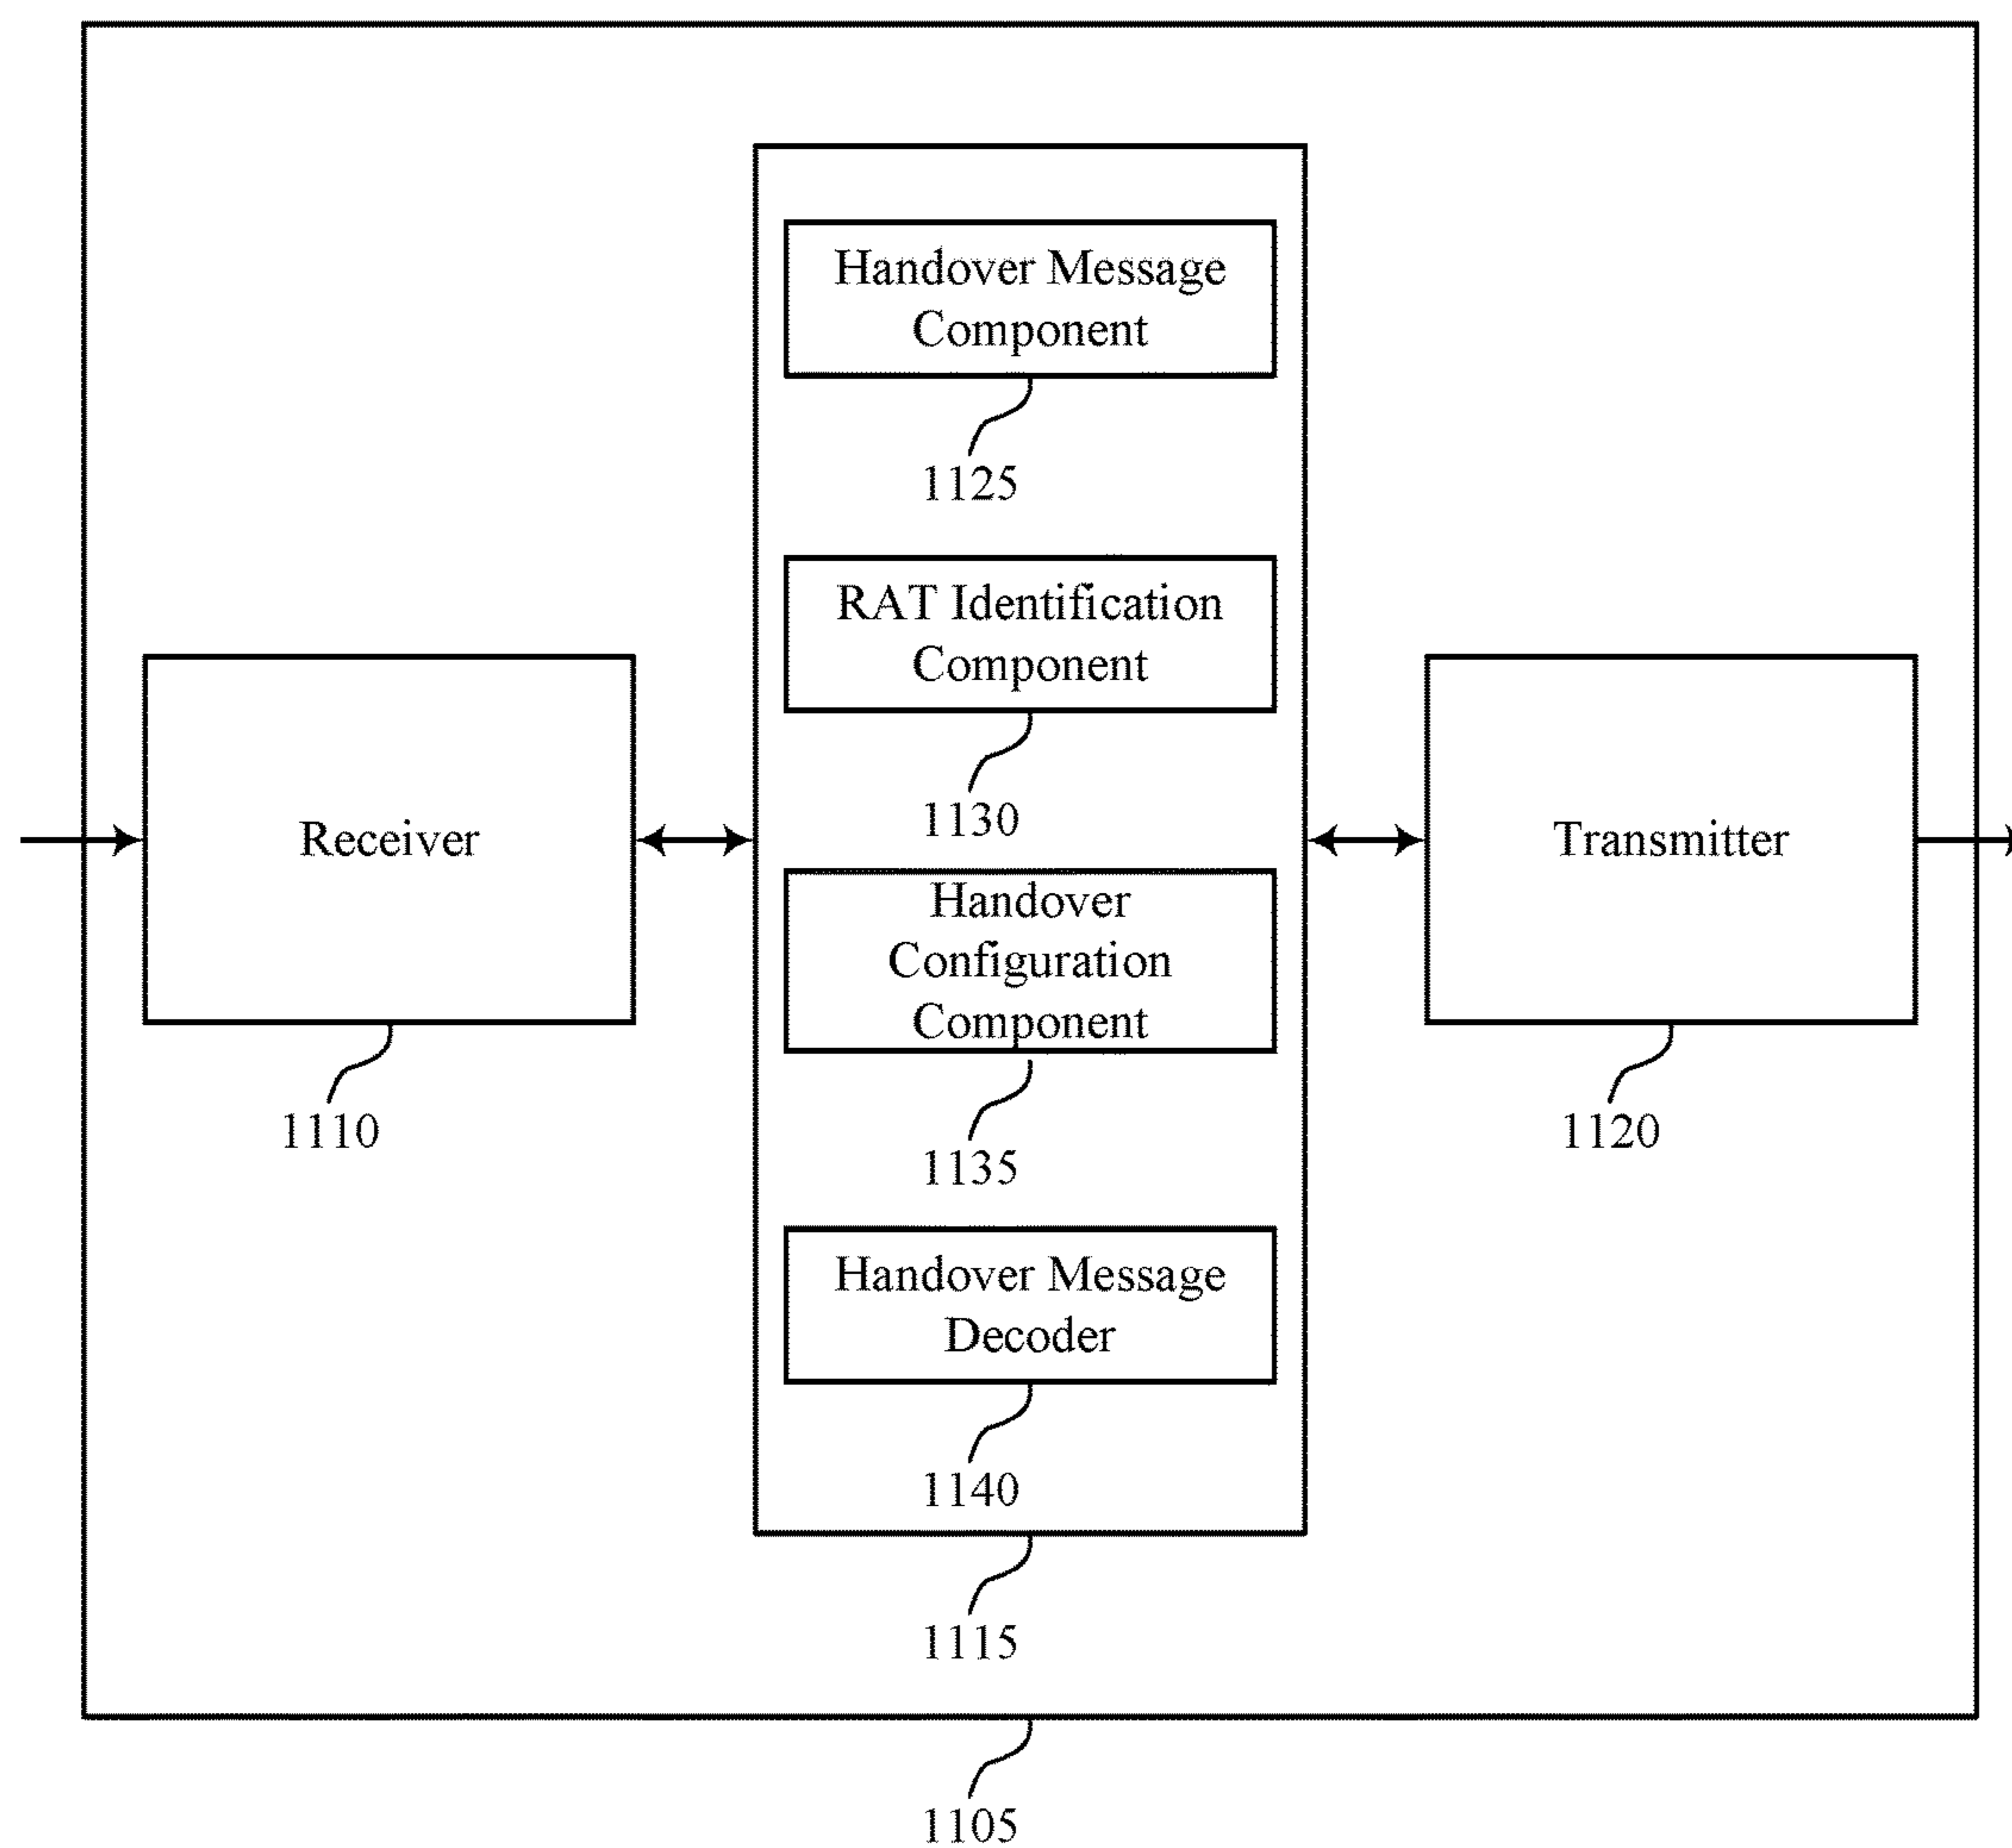 Handover Message
Component
1125
RAT Identification
Component
1130
Receiver
1110
Handover
Configuration
Component
1135
Transmitter
1120
Handover Message
Decoder
1140
1115
1105